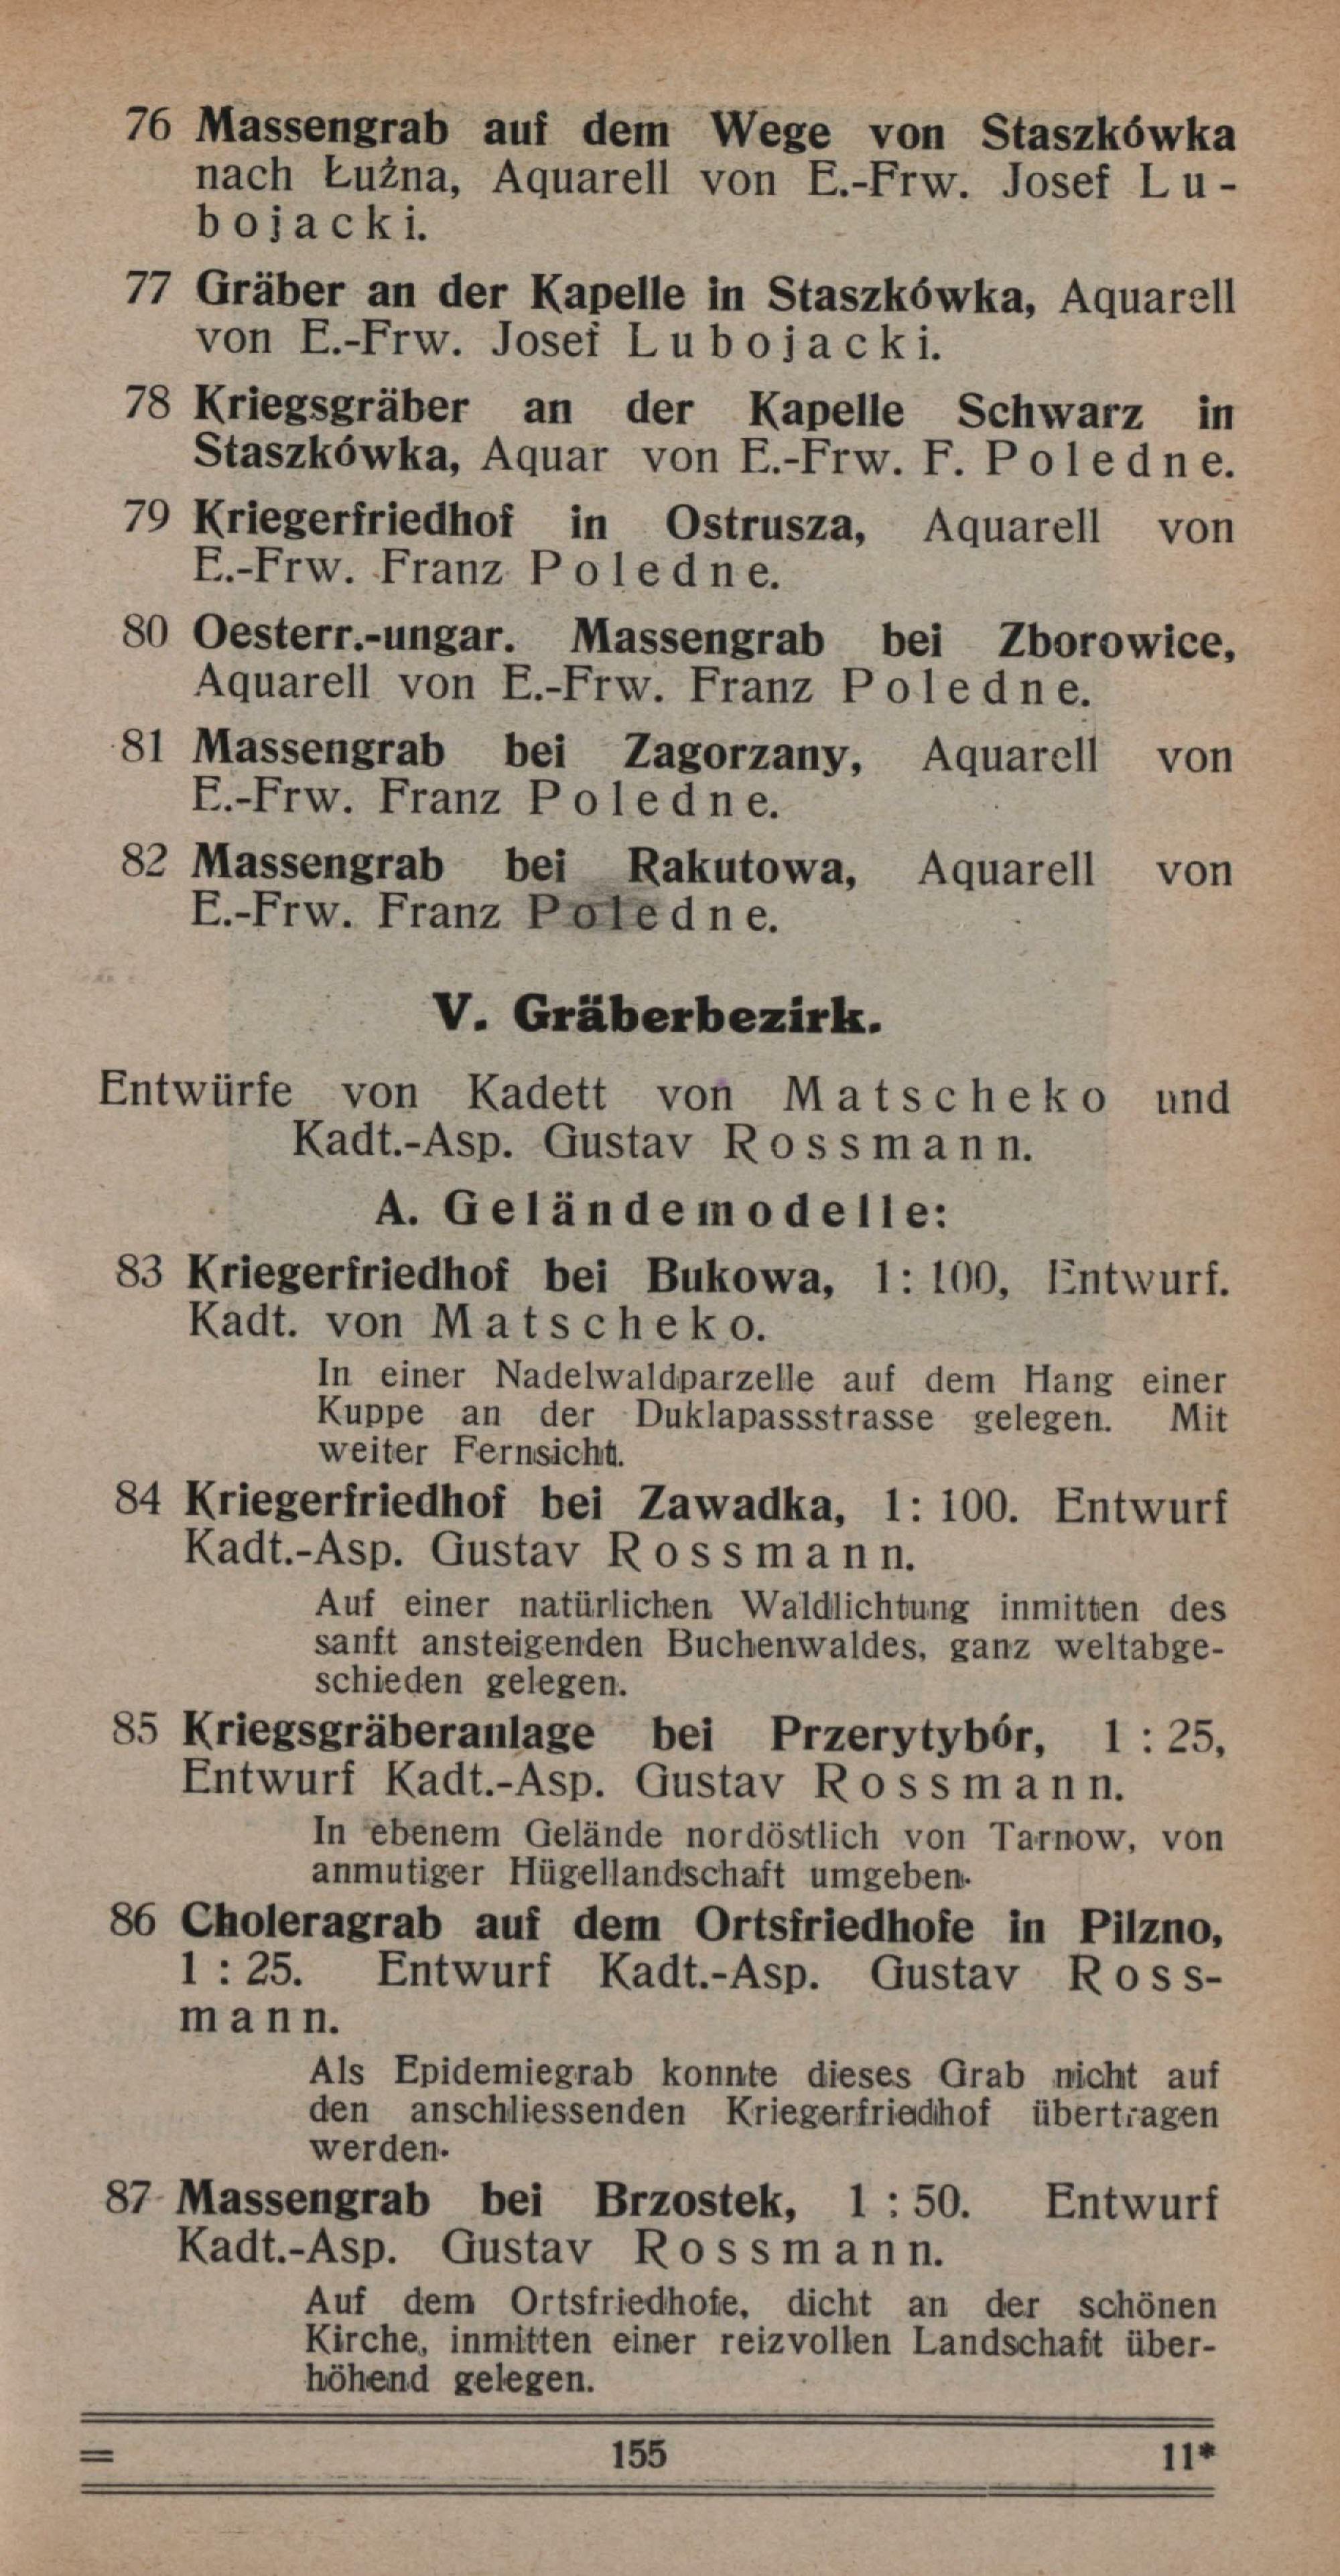 76 Massengrab auf dem Wege von Staszkówka
nach Łużna, Aquarell von E.-Frw. Josef Lu-
bojacki.
77 Gräber an der Kapelle in Staszkówka, Aquarell
von E.-Frw. Josef Lubojacki.
78 Kriegsgräber an der Kapelle Schwarz in
Staszkówka, Aquar von E.-Frw. F. Poledne.
79 Kriegerfriedhof in Ostrusza, Aquarell von
E.-Frw. Franz Poledne.
80 Oesterr.-ungar. Massengrab bei Zborowice,
Aquarell von E.-Frw. Franz Poledne.
81 Massengrab bei Zagorzany, Aquarell von
E.-Frw. Franz Poledne.
82 Massengrab bei Rakutowa, Aquarell von
E.-Frw. Franz Poledne.
V. Gräberbezirk.
Entwürfe von Kadett von Matscheko und
Kadt.-Asp. Gustav Rossmann.
A. Geländemodelle:
83 Kriegerfriedhof bei Bukowa, 1 : 100, Entwurf.
Kadt. von Matscheko.
In einer Nadelwaldparzelle auf dem Hang einer
Kuppe an der Duklapassstrasse gelegen. Mit
weiter Fernsicht.
84 Kriegerfriedhof bei Zawadka, 1 : 100. Entwurf
Kadt.-Asp. Gustav Rossmann.
Auf einer natürlichen Waldlichtung inmitten des
sanft ansteigenden Buchenwaldes, ganz weltabge-
schieden gelegen.
85 Kriegsgräberanlage bei Przerytybór, 1 : 25,
Entwurf Kadt.-Asp. Gustav Rossmann.
In ebenem Gelände nordöstlich von Tarnow, von
anmutiger Hügellandschaft umgeben.
86 Choleragrab auf dem Ortsfriedhofe in Pilzno,
1 : 25. Entwurf Kadt.-Asp. Gustav Ross-
mann.
Als Epidemiegrab konnte dieses Grab nicht auf
den anschliessenden Kriegerfriedhof übertragen
werden.
87 Massengrab bei Brzostek, 1 : 50. Entwurf
Kadt.-Asp. Gustav Rossmann.
Auf dem Ortsfriedhofe, dicht an der schönen
Kirche, inmitten einer reizvollen Landschaft über-
höhend gelegen.
= 155 11*